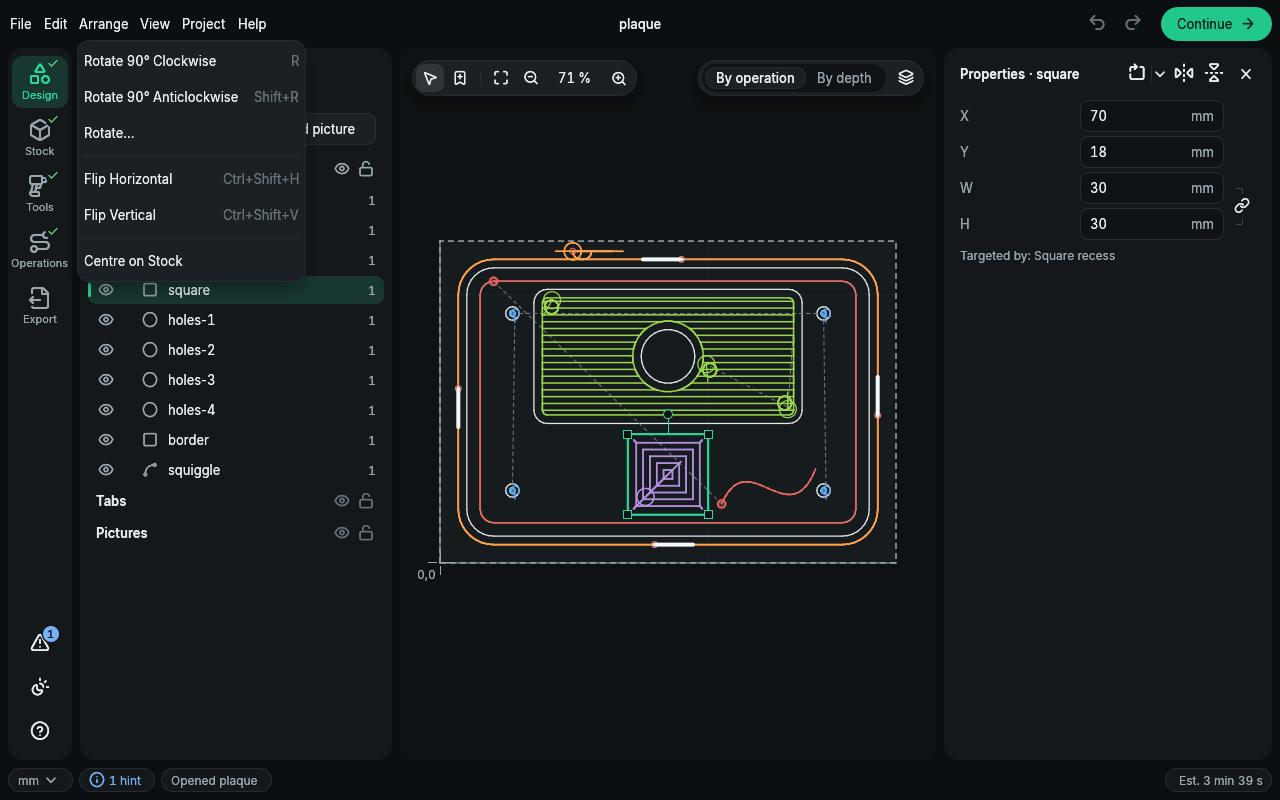 File Edit Arrange View Project Help
plaque
Continue
Rotate 90° Clockwise R
Rotate 90° Anticlockwise Shift+R
Rotate...
Flip Horizontal Ctrl+Shift+H
Flip Vertical Ctrl+Shift+V
Centre on Stock
Design
Stock
Tools
Operations
Export
1
picture
1
1
1
square 1
holes-1 1
holes-2 1
holes-3 1
holes-4 1
border 1
squiggle 1
Tabs
Pictures
71 %
By operation By depth
0,0
Properties · square
X 70 mm
Y 18 mm
W 30 mm
H 30 mm
Targeted by: Square recess
mm
1 hint
Opened plaque
Est. 3 min 39 s